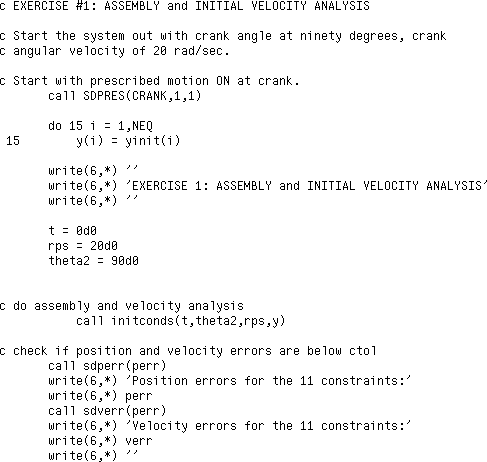 c EXERCISE #1: ASSEMBLY and INITIAL VELOCITY ANALYSIS
c Start the system out with crank angle at ninety degrees, crank
c angular velocity of 20 rad/sec.
c Start with prescribed motion ON at crank.
call SDPRES(CRANK,1,1)
do 15 i = 1,NEQ
15 y(i) = yinit(i)
write(6,*) ''
write(6,*) 'EXERCISE 1: ASSEMBLY and INITIAL VELOCITY ANALYSIS'
write(6,*) ''
t = 0d0
rps = 20d0
theta2 = 90d0
c do assembly and velocity analysis
call initconds(t,theta2,rps,y)
c check if position and velocity errors are below ctol
call sdperr(perr)
write(6,*) 'Position errors for the 11 constraints:'
write(6,*) perr
call sdverr(perr)
write(6,*) 'Velocity errors for the 11 constraints:'
write(6,*) verr
write(6,*) ''